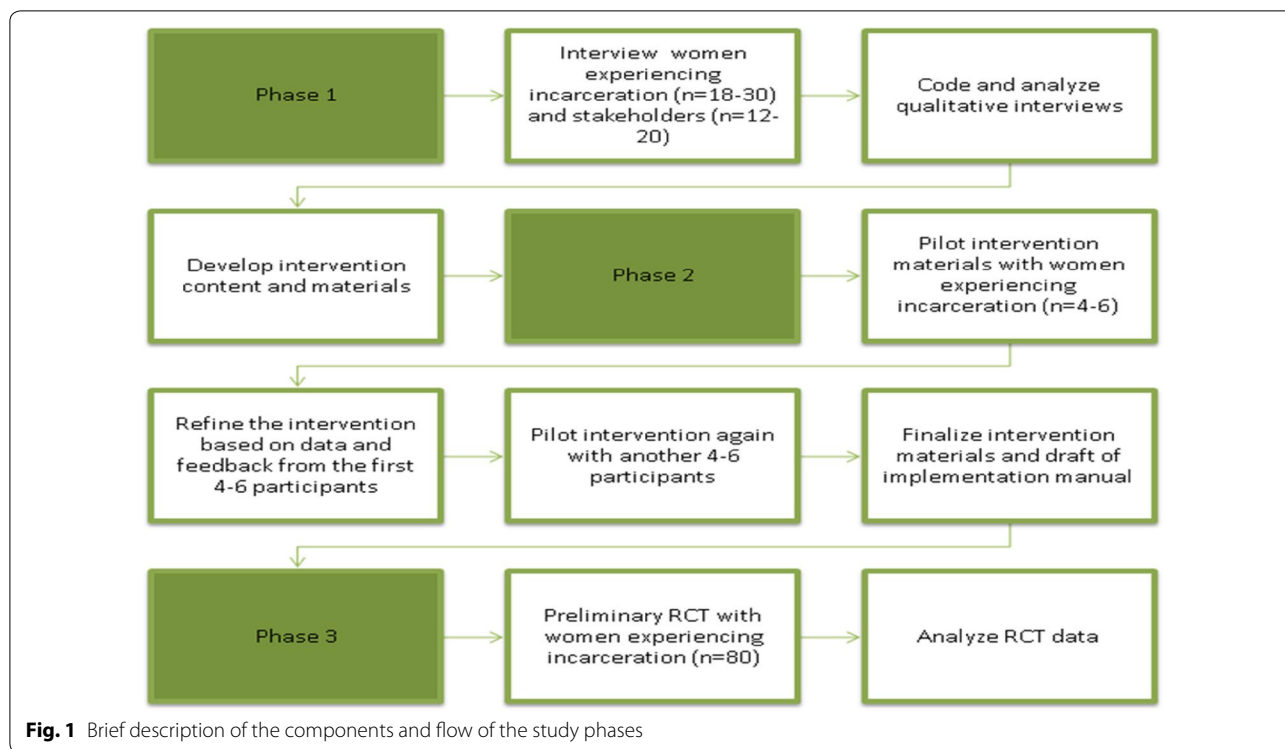 Phase 1
Interview women
experiencing
incarceration (n=18-30)
and stakeholders (n=12-
20)
Code and analyze
qualitative interviews
Develop intervention
content and materials
Phase 2
Pilot intervention
materials with women
experiencing
incarceration (n=4-6)
Refine the intervention
based on data and
feedback from the first
4-6 participants
Pilot intervention again
with another 4-6
participants
Finalize intervention
materials and draft of
implementation manual
Phase 3
Preliminary RCT with
women experiencing
incarceration (n=80)
Analyze RCT data
Fig. 1 Brief description of the components and flow of the study phases